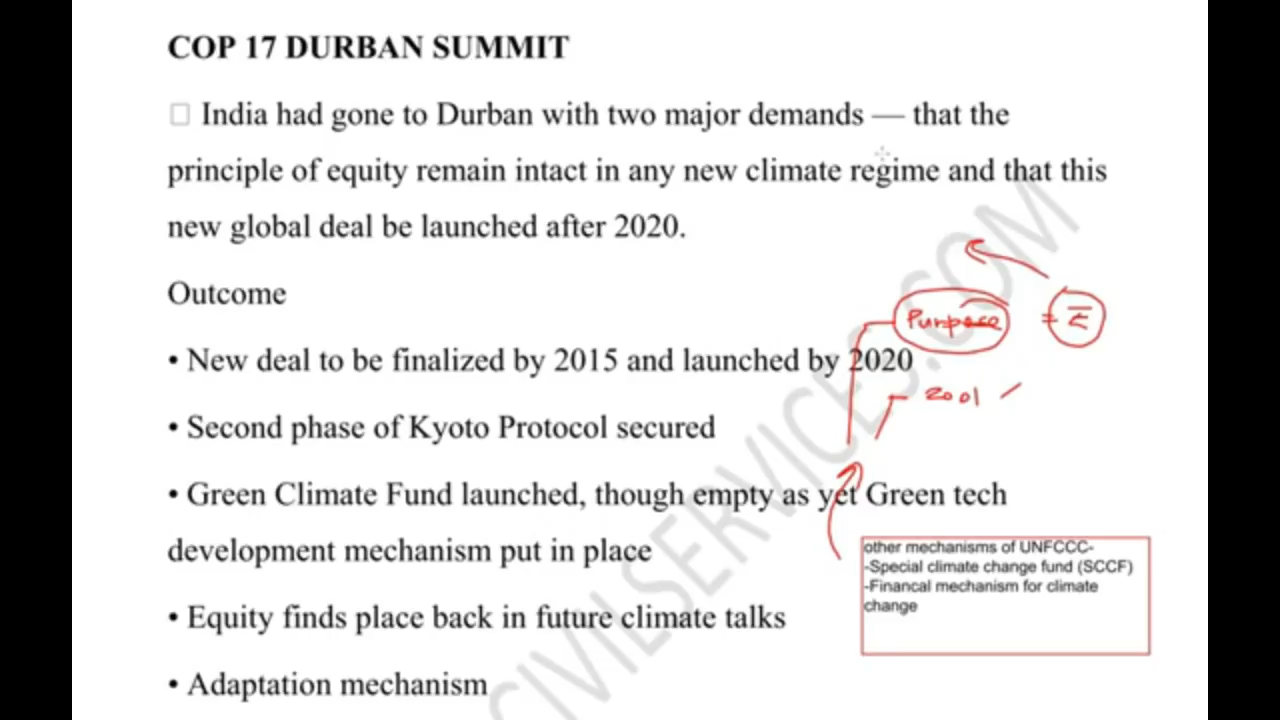 COP 17 DURBAN SUMMIT
India had gone to Durban with two major demands — that the
principle of equity remain intact in any new climate regime and that this
new global deal be launched after 2020.
Outcome
Purpose
• New deal to be finalized by 2015 and launched by 2020
2001
• Second phase of Kyoto Protocol secured
• Green Climate Fund launched, though empty as yet Green tech
development mechanism put in place
other mechanisms of UNFCCC-
-Special climate change fund (SCCF)
-Financal mechanism for climate
change
• Equity finds place back in future climate talks
• Adaptation mechanism
CIVILSERVICES.COM